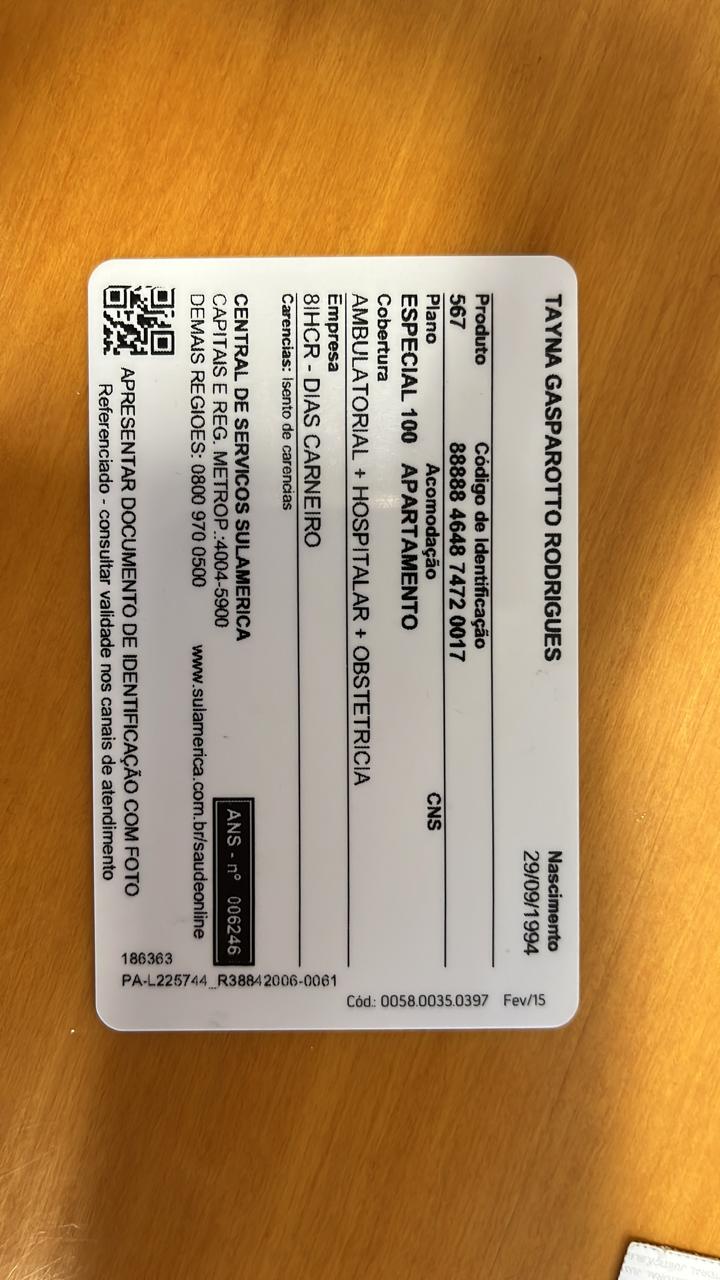 TAYNA GASPAROTTO RODRIGUES
Nascimento
29/09/1994
Produto Código de Identificação
567 88888 4648 7472 0017
Plano Acomodação CNS
ESPECIAL 100 APARTAMENTO
Cobertura
AMBULATORIAL + HOSPITALAR + OBSTETRICIA
Empresa
8IHCR - DIAS CARNEIRO
Carencias: Isento de carencias
CENTRAL DE SERVICOS SULAMERICA
CAPITAIS E REG. METROP.:4004-5900
DEMAIS REGIOES: 0800 970 0500 www.sulamerica.com.br/saudeonline
ANS - nº 006246
APRESENTAR DOCUMENTO DE IDENTIFICAÇÃO COM FOTO
Referenciado - consultar validade nos canais de atendimento
186363
PA-L225744_R38842006-0061
Cód.: 0058.0035.0397 Fev/15